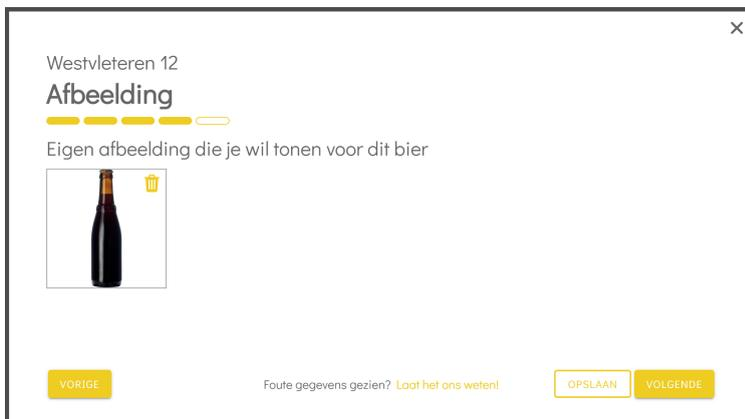 Westvleteren 12
Afbeelding
Eigen afbeelding die je wil tonen voor dit bier
VORIGE
Foute gegevens gezien? Laat het ons weten!
OPSLAAN
VOLGENDE